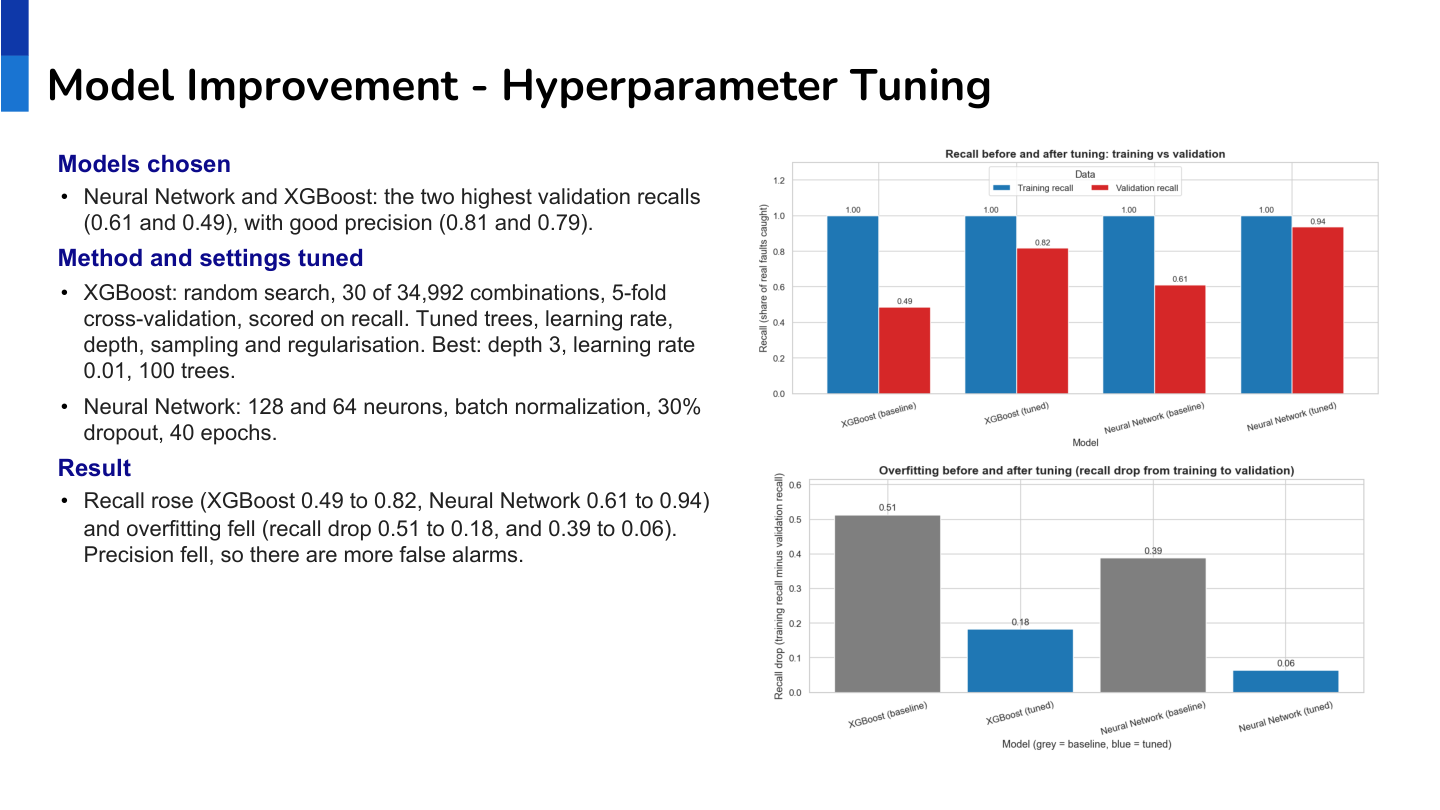 Model Improvement - Hyperparameter Tuning
Models chosen
• Neural Network and XGBoost: the two highest validation recalls
(0.61 and 0.49), with good precision (0.81 and 0.79).
Method and settings tuned
• XGBoost: random search, 30 of 34,992 combinations, 5-fold
cross-validation, scored on recall. Tuned trees, learning rate,
depth, sampling and regularisation. Best: depth 3, learning rate
0.01, 100 trees.
• Neural Network: 128 and 64 neurons, batch normalization, 30%
dropout, 40 epochs.
Result
• Recall rose (XGBoost 0.49 to 0.82, Neural Network 0.61 to 0.94)
and overfitting fell (recall drop 0.51 to 0.18, and 0.39 to 0.06).
Precision fell, so there are more false alarms.
Recall before and after tuning: training vs validation
Data
Training recall Validation recall
Recall (share of real faults caught)
1.2
1.0
0.8
0.6
0.4
0.2
0.0
1.00 0.49 1.00 0.82 1.00 0.61 1.00 0.94
XGBoost (baseline) XGBoost (tuned) Neural Network (baseline) Neural Network (tuned)
Model
Overfitting before and after tuning (recall drop from training to validation)
Recall drop (training recall minus validation recall)
0.6
0.5
0.4
0.3
0.2
0.1
0.0
0.51 0.18 0.39 0.06
XGBoost (baseline) XGBoost (tuned) Neural Network (baseline) Neural Network (tuned)
Model (grey = baseline, blue = tuned)